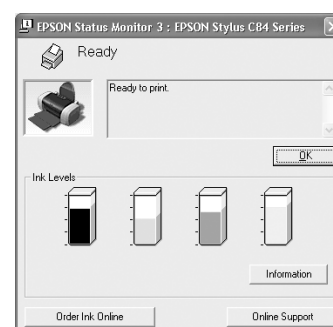 EPSON Status Monitor 3 : EPSON Stylus C84 Series
Ready
Ready to print.
OK
Ink Levels
Information
Order Ink Online
Online Support